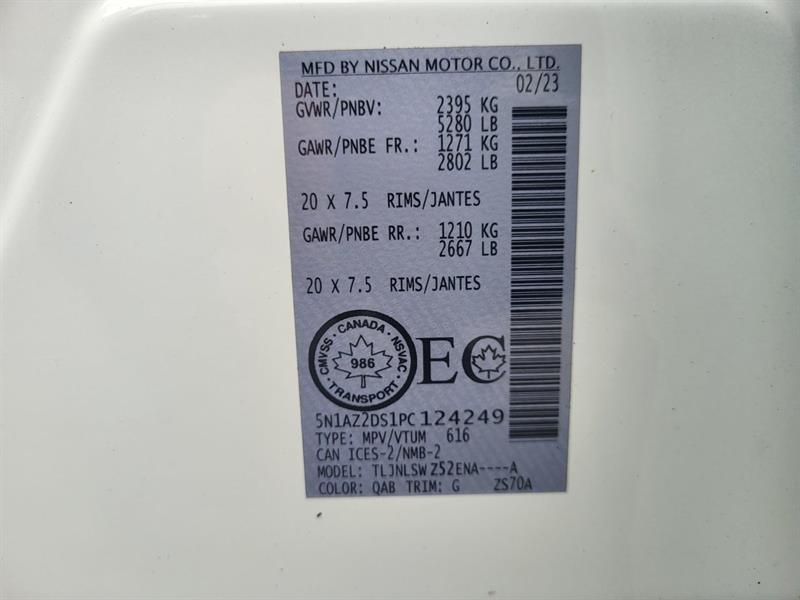 MFD BY NISSAN MOTOR CO., LTD.
DATE: 02/23
GVWR/PNBV: 2395 KG
5280 LB
GAWR/PNBE FR.: 1271 KG
2802 LB
20 X 7.5 RIMS/JANTES
GAWR/PNBE RR.: 1210 KG
2667 LB
20 X 7.5 RIMS/JANTES
CANADA
CMVSS · NSVAC
986
TRANSPORT
EC
5N1AZ2DS1PC124249
TYPE: MPV/VTUM 616
CAN ICES-2/NMB-2
MODEL: TLJNLSWZ52ENA----A
COLOR: QAB TRIM: G ZS70A